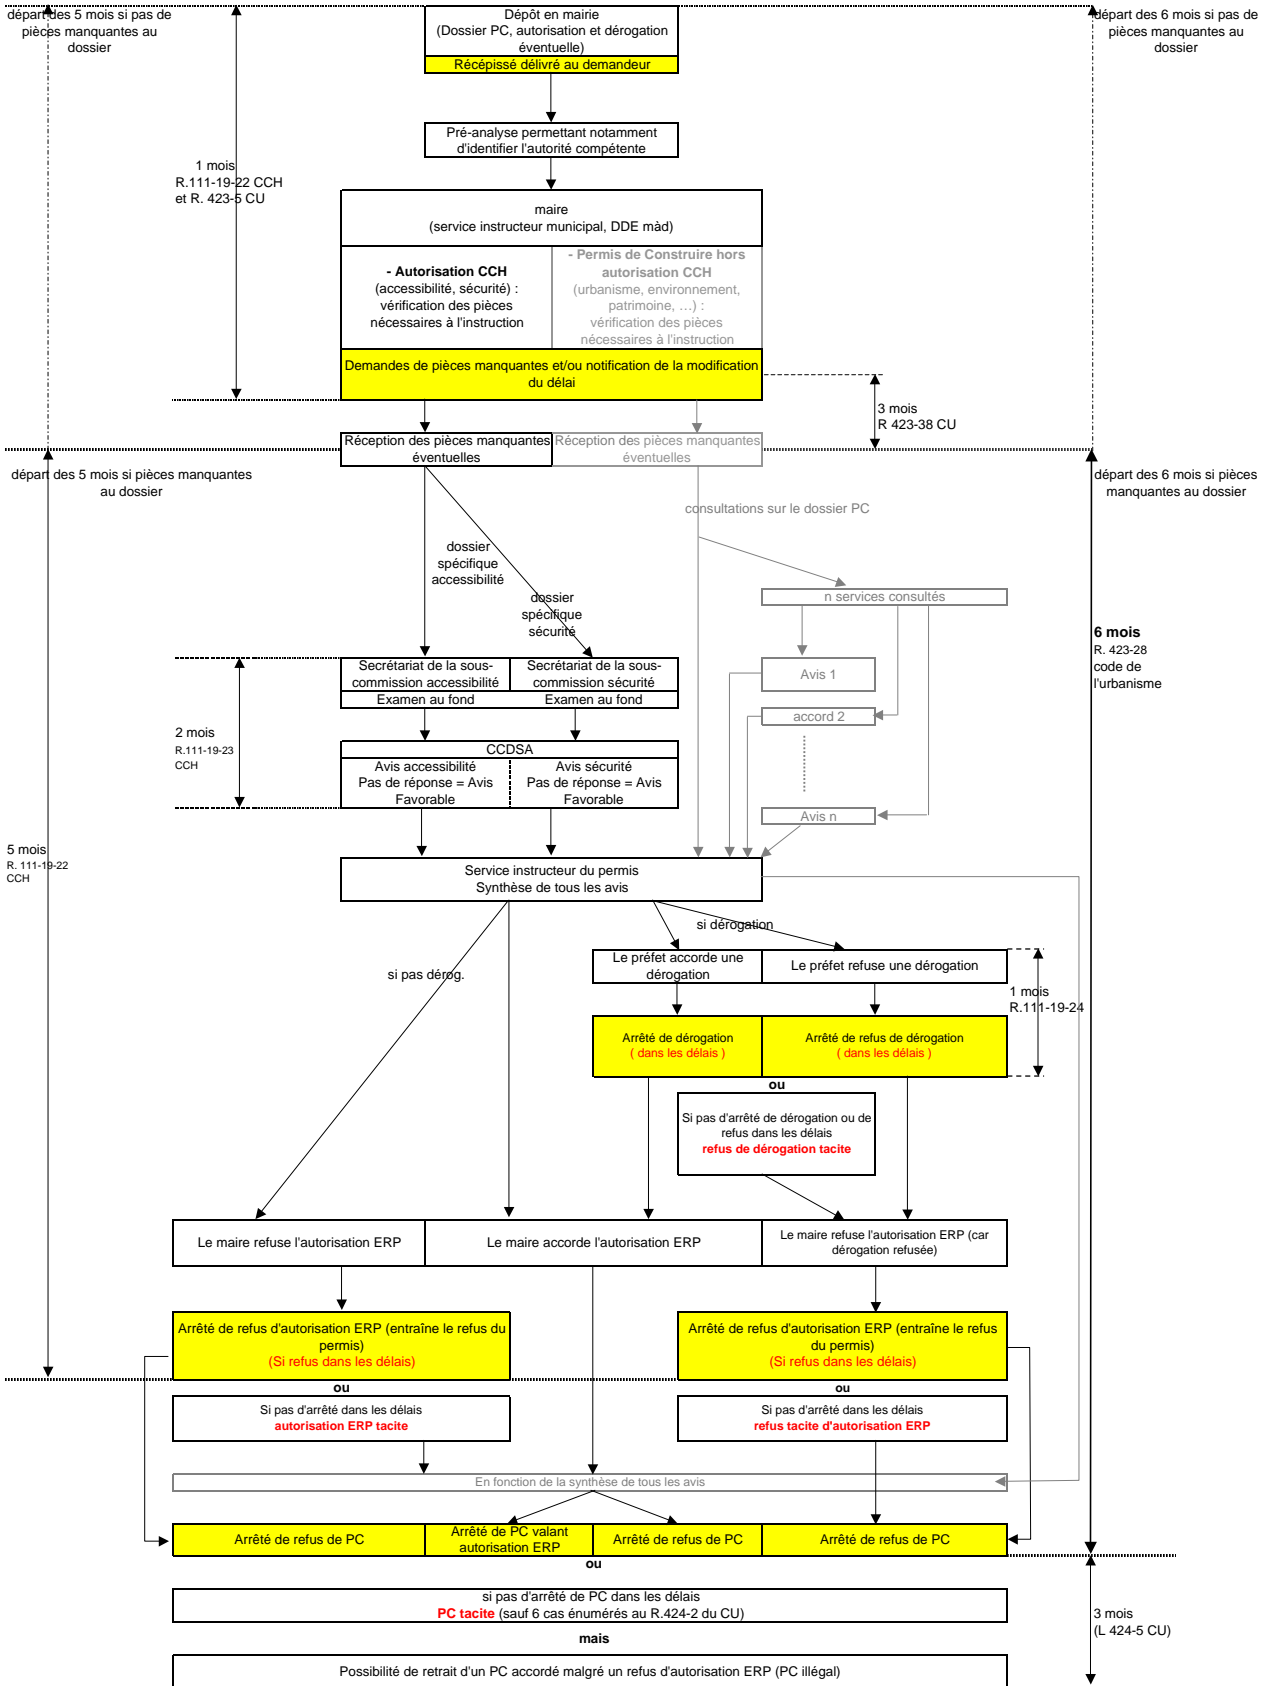 départ des 5 mois si pas de
pièces manquantes au
dossier
Dépôt en mairie
(Dossier PC, autorisation et dérogation
éventuelle)
Récépissé délivré au demandeur
départ des 6 mois si pas de
pièces manquantes au
dossier
Pré-analyse permettant notamment
d'identifier l'autorité compétente
1 mois
R.111-19-22 CCH
et R. 423-5 CU
maire
(service instructeur municipal, DDE màd)
- Autorisation CCH
(accessibilité, sécurité) :
vérification des pièces
nécessaires à l'instruction
- Permis de Construire hors
autorisation CCH
(urbanisme, environnement,
patrimoine, …) :
vérification des pièces
nécessaires à l'instruction
Demandes de pièces manquantes et/ou notification de la modification
du délai
3 mois
R 423-38 CU
Réception des pièces manquantes
éventuelles
Réception des pièces manquantes
éventuelles
départ des 5 mois si pièces manquantes
au dossier
départ des 6 mois si pièces
manquantes au dossier
consultations sur le dossier PC
dossier
spécifique
accessibilité
dossier
spécifique
sécurité
n services consultés
6 mois
R. 423-28
code de
l'urbanisme
Secrétariat de la sous-
commission accessibilité
Secrétariat de la sous-
commission sécurité
Avis 1
Examen au fond
Examen au fond
accord 2
2 mois
R.111-19-23
CCH
CCDSA
Avis accessibilité
Pas de réponse = Avis
Favorable
Avis sécurité
Pas de réponse = Avis
Favorable
Avis n
5 mois
R. 111-19-22
CCH
Service instructeur du permis
Synthèse de tous les avis
si dérogation
si pas dérog.
Le préfet accorde une
dérogation
Le préfet refuse une dérogation
1 mois
R.111-19-24
Arrêté de dérogation
( dans les délais )
Arrêté de refus de dérogation
( dans les délais )
ou
Si pas d'arrêté de dérogation ou de
refus dans les délais
refus de dérogation tacite
Le maire refuse l'autorisation ERP
Le maire accorde l'autorisation ERP
Le maire refuse l'autorisation ERP (car
dérogation refusée)
Arrêté de refus d'autorisation ERP (entraîne le refus du
permis)
(Si refus dans les délais)
Arrêté de refus d'autorisation ERP (entraîne le refus
du permis)
(Si refus dans les délais)
ou
ou
Si pas d'arrêté dans les délais
autorisation ERP tacite
Si pas d'arrêté dans les délais
refus tacite d'autorisation ERP
En fonction de la synthèse de tous les avis
Arrêté de refus de PC
Arrêté de PC valant
autorisation ERP
Arrêté de refus de PC
Arrêté de refus de PC
ou
si pas d'arrêté de PC dans les délais
PC tacite (sauf 6 cas énumérés au R.424-2 du CU)
3 mois
(L 424-5 CU)
mais
Possibilité de retrait d'un PC accordé malgré un refus d'autorisation ERP (PC illégal)